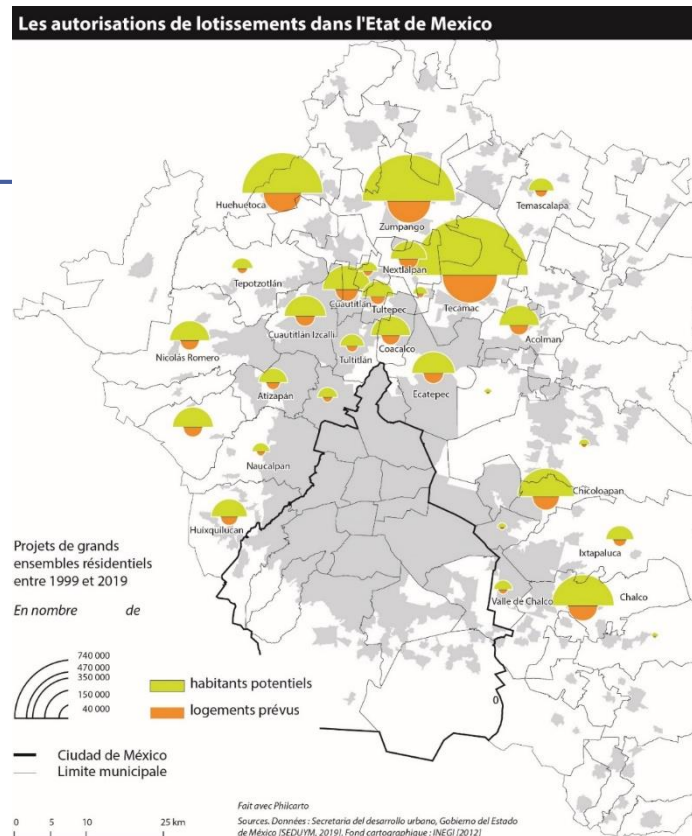 Les autorisations de lotissements dans l'Etat de Mexico
Huehuetoca
Zumpango
Temascalapa
Tepotzotlán
Nextlalpan
Cuautitlán
Tultepec
Tecámac
Cuautitlán Izcalli
Acolman
Nicolás Romero
Tultitlán
Coacalco
Atizapán
Ecatepec
Naucalpan
Chicoloapan
Huixquilucan
Ixtapaluca
Valle de Chalco
Chalco
0
Projets de grands
ensembles résidentiels
entre 1999 et 2019
En nombre de
740 000
470 000
350 000
150 000
40 000
habitants potentiels
logements prévus
Ciudad de México
Limite municipale
0 5 10 25 km
Fait avec Philcarto
Sources. Données : Secretaria del desarrollo urbano, Gobierno del Estado
de México [SEDUYM, 2019]. Fond cartographique : INEGI [2012]